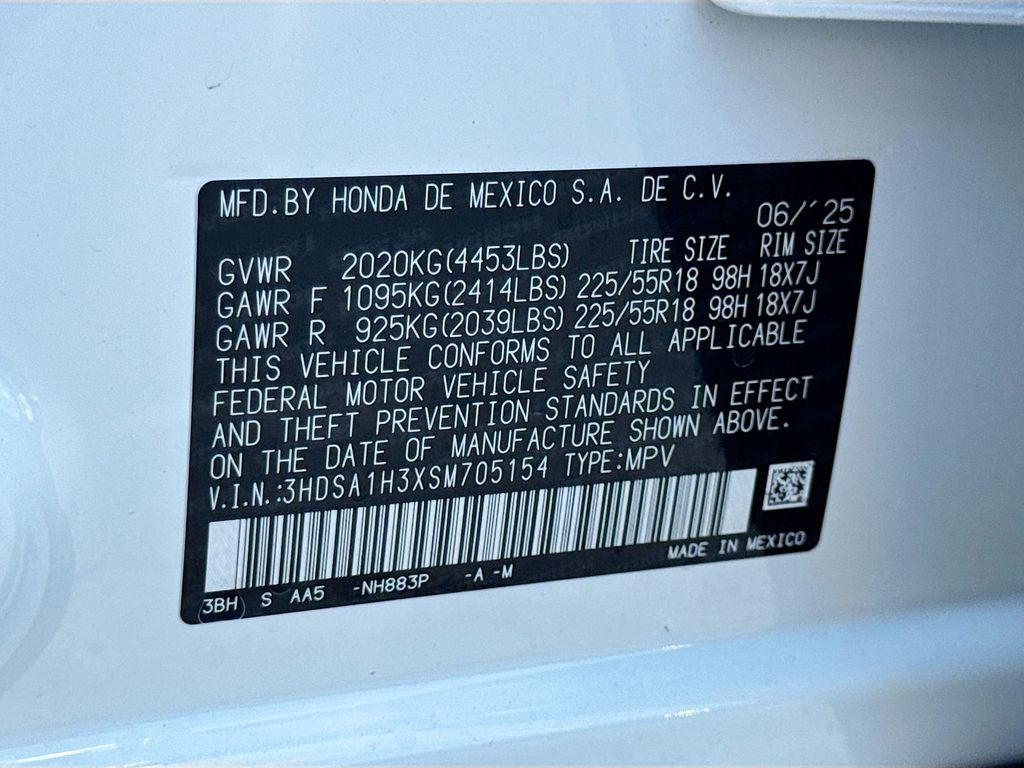 MFD.BY HONDA DE MEXICO S.A. DE C.V.
06/´25
GVWR 2020KG(4453LBS) TIRE SIZE RIM SIZE
GAWR F 1095KG(2414LBS) 225/55R18 98H 18X7J
GAWR R 925KG(2039LBS) 225/55R18 98H 18X7J
THIS VEHICLE CONFORMS TO ALL APPLICABLE
FEDERAL MOTOR VEHICLE SAFETY
AND THEFT PREVENTION STANDARDS IN EFFECT
ON THE DATE OF MANUFACTURE SHOWN ABOVE.
V.I.N.:3HDSA1H3XSM705154 TYPE:MPV
MADE IN MEXICO
3BH S AA5 -NH883P -A -M